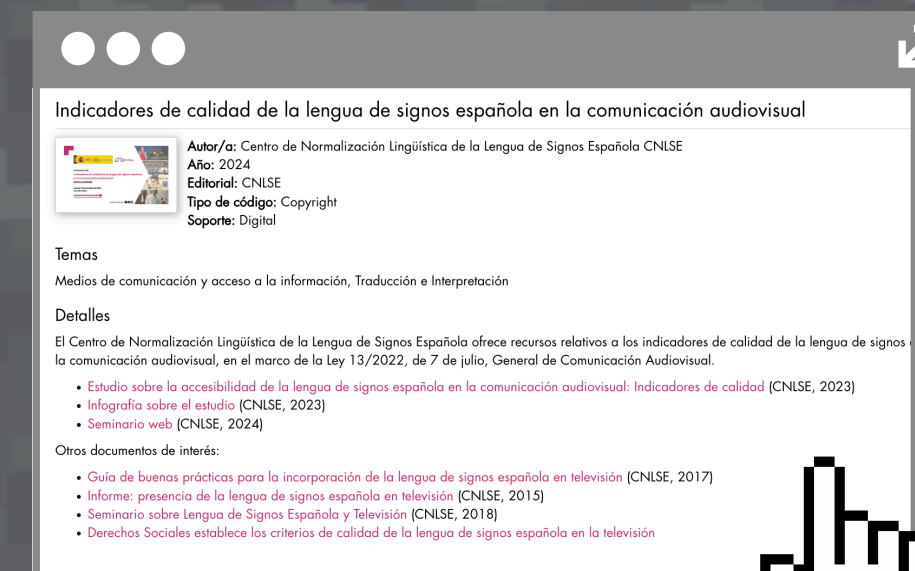 Indicadores de calidad de la lengua de signos española en la comunicación audiovisual
Autor/a: Centro de Normalización Lingüística de la Lengua de Signos Española CNLSE
Año: 2024
Editorial: CNLSE
Tipo de código: Copyright
Soporte: Digital
Temas
Medios de comunicación y acceso a la información, Traducción e Interpretación
Detalles
El Centro de Normalización Lingüística de la Lengua de Signos Española ofrece recursos relativos a los indicadores de calidad de la lengua de signos
la comunicación audiovisual, en el marco de la Ley 13/2022, de 7 de julio, General de Comunicación Audiovisual.
• Estudio sobre la accesibilidad de la lengua de signos española en la comunicación audiovisual: Indicadores de calidad (CNLSE, 2023)
• Infografía sobre el estudio (CNLSE, 2023)
• Seminario web (CNLSE, 2024)
Otros documentos de interés:
• Guía de buenas prácticas para la incorporación de la lengua de signos española en televisión (CNLSE, 2017)
• Informe: presencia de la lengua de signos española en televisión (CNLSE, 2015)
• Seminario sobre Lengua de Signos Española y Televisión (CNLSE, 2018)
• Derechos Sociales establece los criterios de calidad de la lengua de signos española en la televisión